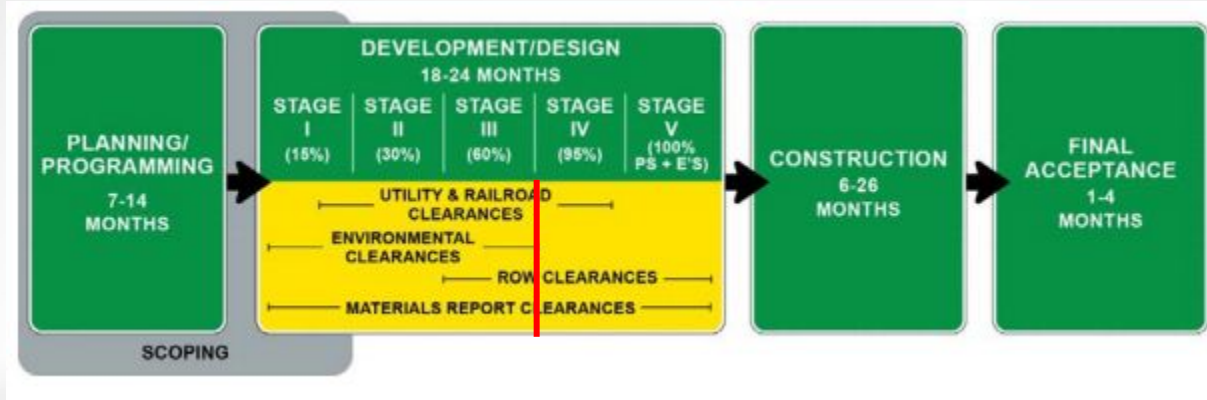 PLANNING/
PROGRAMMING
7-14
MONTHS
SCOPING
DEVELOPMENT/DESIGN
18-24 MONTHS
STAGE
I
(15%)
STAGE
II
(30%)
STAGE
III
(60%)
STAGE
IV
(95%)
STAGE
V
(100%
PS + E'S)
UTILITY & RAILROAD
CLEARANCES
ENVIRONMENTAL
CLEARANCES
ROW CLEARANCES
MATERIALS REPORT CLEARANCES
CONSTRUCTION
6-26
MONTHS
FINAL
ACCEPTANCE
1-4
MONTHS